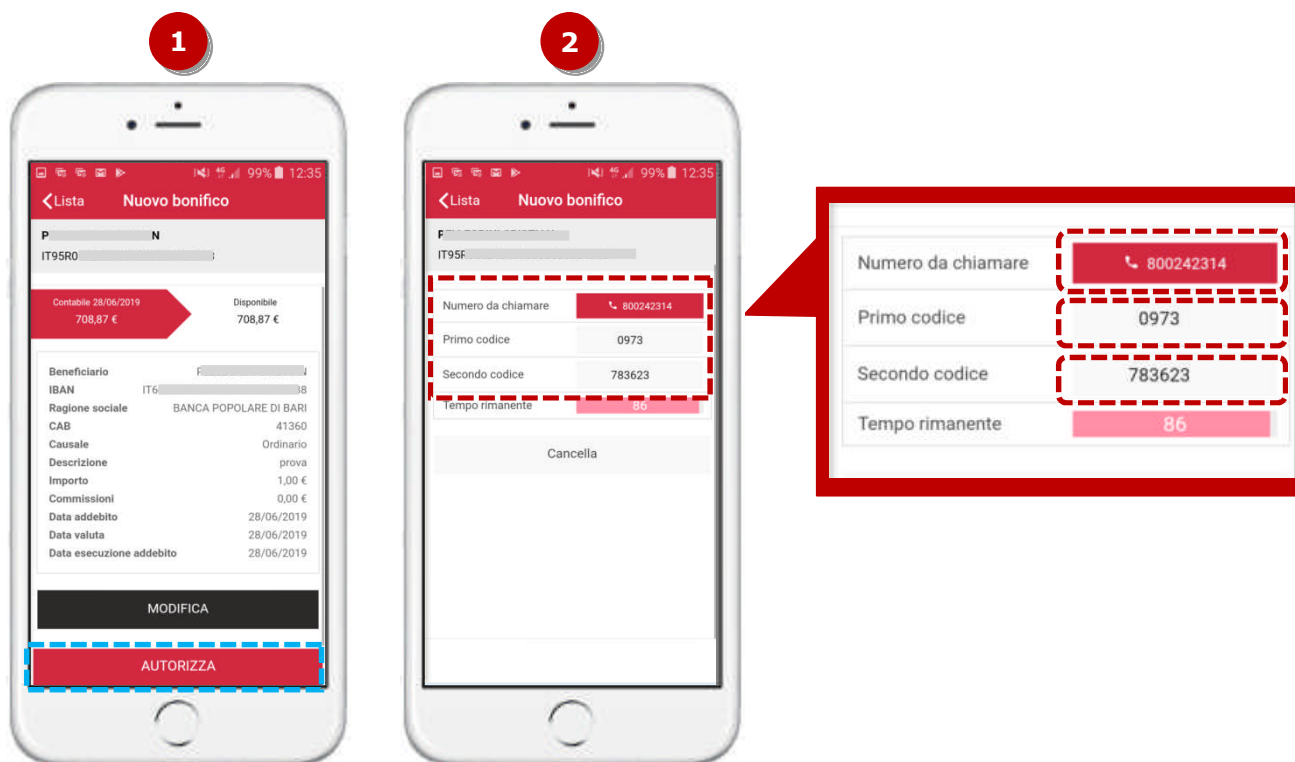 1
4G 99% 12:35
Lista Nuovo bonifico
P N
IT95R0
Contabile 28/06/2019 Disponibile
708,87 € 708,87 €
Beneficiario
IBAN IT6
Ragione sociale BANCA POPOLARE DI BARI
CAB 41360
Causale Ordinario
Descrizione prova
Importo 1,00 €
Commissioni 0,00 €
Data addebito 28/06/2019
Data valuta 28/06/2019
Data esecuzione addebito 28/06/2019
MODIFICA
AUTORIZZA
2
4G 99% 12:35
Lista Nuovo bonifico
IT95
Numero da chiamare 800242314
Primo codice 0973
Secondo codice 783623
Tempo rimanente 86
Cancella
Numero da chiamare 800242314
Primo codice 0973
Secondo codice 783623
Tempo rimanente 86